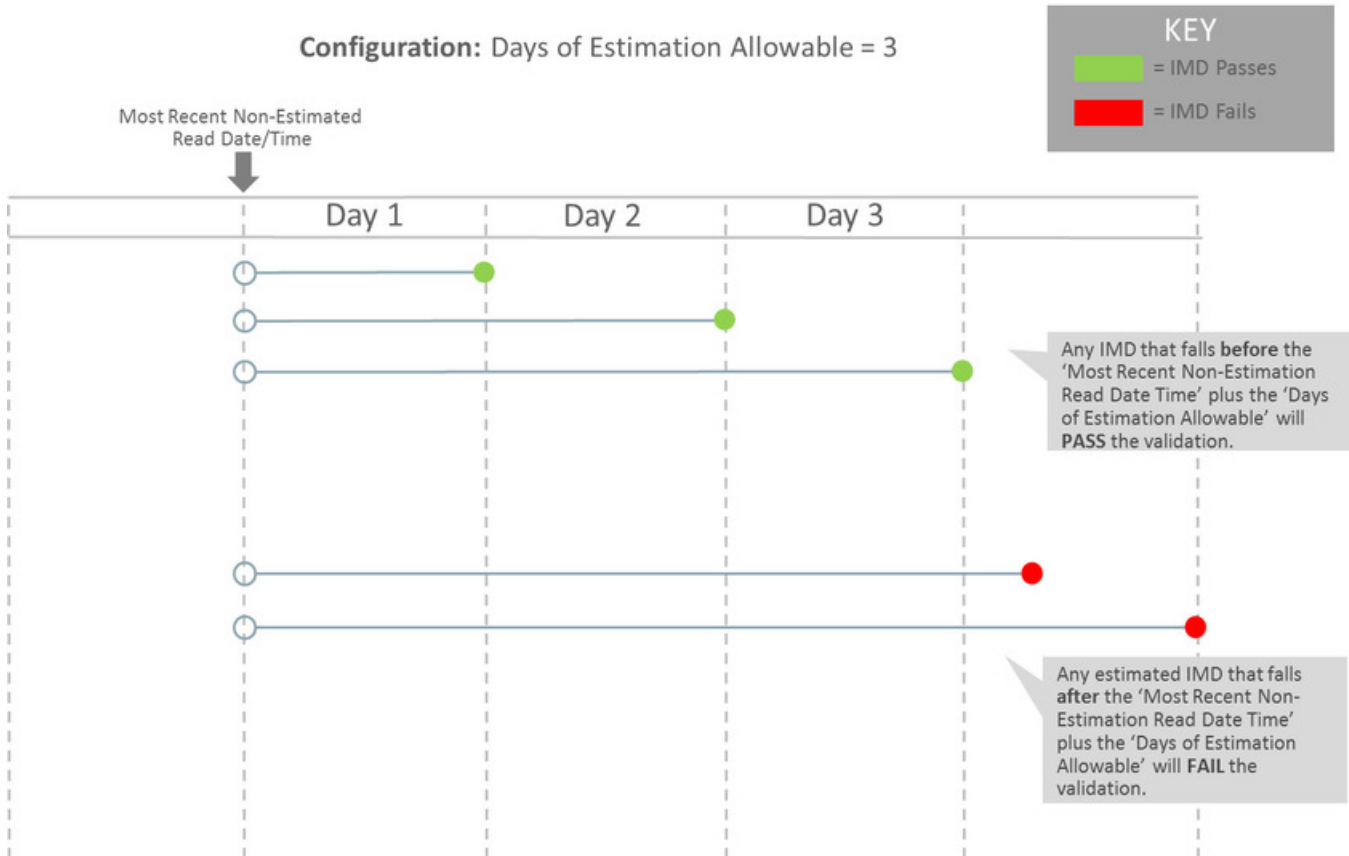 Configuration: Days of Estimation Allowable = 3
KEY
= IMD Passes
= IMD Fails
Most Recent Non-Estimated
Read Date/Time
Day 1
Day 2
Day 3
Any IMD that falls before the
‘Most Recent Non-Estimation
Read Date Time’ plus the ‘Days
of Estimation Allowable’ will
PASS the validation.
Any estimated IMD that falls
after the ‘Most Recent Non-
Estimation Read Date Time’
plus the ‘Days of Estimation
Allowable’ will FAIL the
validation.